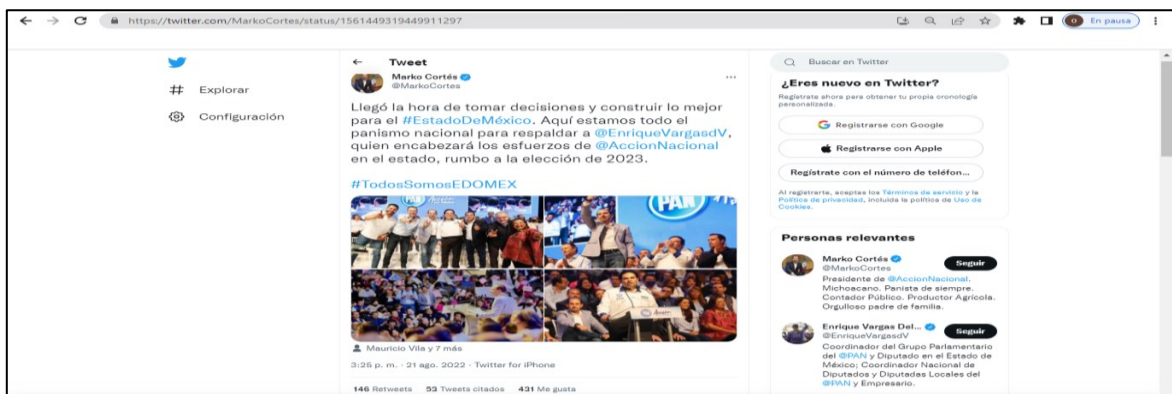 https://twitter.com/MarkoCortes/status/1561449319449911297
En pausa
Explorar
Configuración
Tweet
Marko Cortés
@MarkoCortes
Llegó la hora de tomar decisiones y construir lo mejor
para el #EstadoDeMéxico. Aquí estamos todo el
panismo nacional para respaldar a @EnriqueVargasdV,
quien encabezará los esfuerzos de @AccionNacional
en el estado, rumbo a la elección de 2023.
#TodosSomosEDOMEX
PAN
PAN
Mauricio Vila y 7 más
3:25 p. m. · 21 ago. 2022 · Twitter for iPhone
146 Retweets 53 Tweets citados 431 Me gusta
Buscar en Twitter
¿Eres nuevo en Twitter?
Regístrate ahora para obtener tu propia cronología
personalizada.
Registrarse con Google
Registrarse con Apple
Regístrate con el número de teléfon...
Al registrarte, aceptas los Términos de servicio y la
Política de privacidad, incluida la política de Uso de
Cookies.
Personas relevantes
Marko Cortés
@MarkoCortes
Seguir
Presidente de @AccionNacional.
Michoacano. Panista de siempre.
Contador Público. Productor Agrícola.
Orgulloso padre de familia.
Enrique Vargas Del...
@EnriqueVargasdV
Seguir
Coordinador del Grupo Parlamentario
del @PAN y Diputado en el Estado de
México; Coordinador Nacional de
Diputados y Diputadas Locales del
@PAN y Empresario.